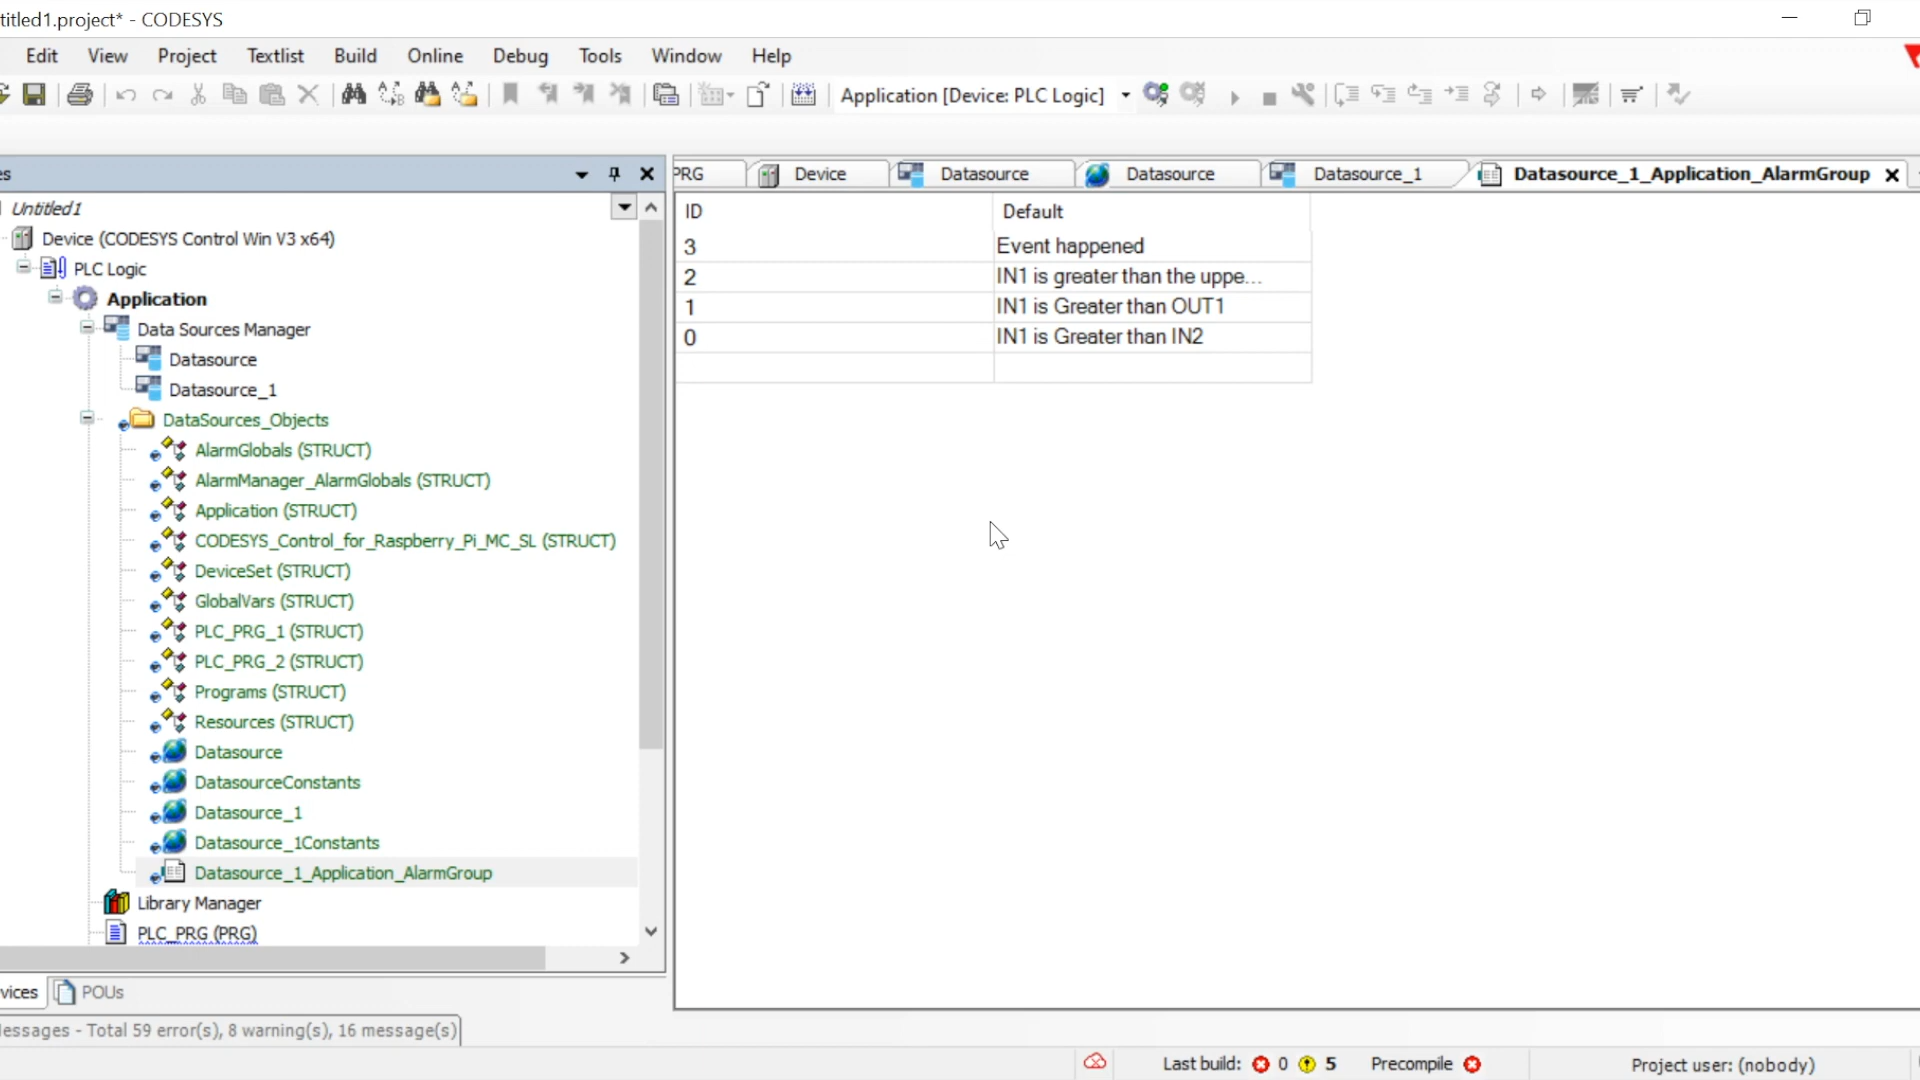 titled1.project* - CODESYS
Edit View Project Textlist Build Online Debug Tools Window Help
Application [Device: PLC Logic]
es
PRG Device Datasource Datasource Datasource_1 Datasource_1_Application_AlarmGroup
Untitled1
Device (CODESYS Control Win V3 x64)
PLC Logic
Application
Data Sources Manager
Datasource
Datasource_1
DataSources_Objects
AlarmGlobals (STRUCT)
AlarmManager_AlarmGlobals (STRUCT)
Application (STRUCT)
CODESYS_Control_for_Raspberry_Pi_MC_SL (STRUCT)
DeviceSet (STRUCT)
GlobalVars (STRUCT)
PLC_PRG_1 (STRUCT)
PLC_PRG_2 (STRUCT)
Programs (STRUCT)
Resources (STRUCT)
Datasource
DatasourceConstants
Datasource_1
Datasource_1Constants
Datasource_1_Application_AlarmGroup
Library Manager
PLC_PRG (PRG)
ID Default
3 Event happened
2 IN1 is greater than the uppe...
1 IN1 is Greater than OUT1
0 IN1 is Greater than IN2
vices POUs
essages - Total 59 error(s), 8 warning(s), 16 message(s)
Last build: 0 5 Precompile Project user: (nobody)